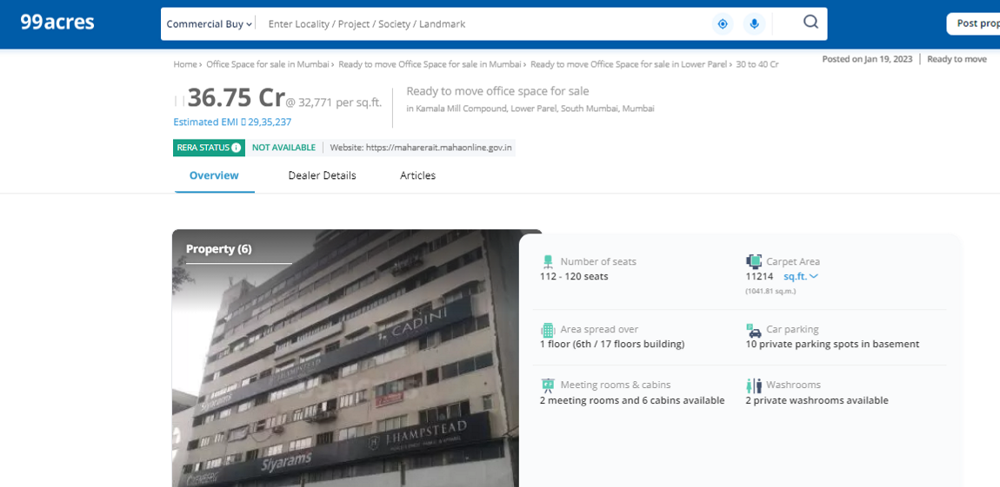 99acres
Commercial Buy
Enter Locality / Project / Society / Landmark
Post prop
Home › Office Space for sale in Mumbai › Ready to move Office Space for sale in Mumbai › Ready to move Office Space for sale in Lower Parel › 30 to 40 Cr
Posted on Jan 19, 2023 | Ready to move
36.75 Cr @ 32,771 per sq.ft.
Ready to move office space for sale
in Kamala Mill Compound, Lower Parel, South Mumbai, Mumbai
Estimated EMI ▯ 29,35,237
RERA STATUS NOT AVAILABLE | Website: https://maharerait.mahaonline.gov.in
Overview
Dealer Details
Articles
Property (6)
CADINI
J.HAMPSTEAD
Siyarams
J.HAMPSTEAD
Siyarams
Number of seats
112 - 120 seats
Carpet Area
11214 sq.ft.
(1041.81 sq.m.)
Area spread over
1 floor (6th / 17 floors building)
Car parking
10 private parking spots in basement
Meeting rooms & cabins
2 meeting rooms and 6 cabins available
Washrooms
2 private washrooms available